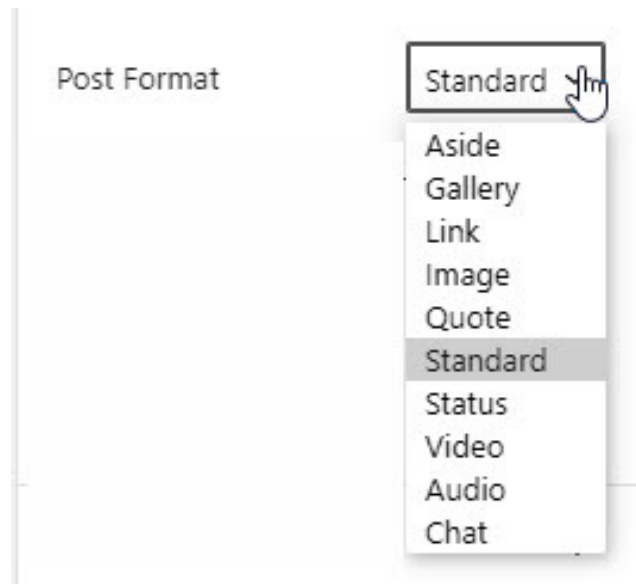 Post Format
Standard
Aside
Gallery
Link
Image
Quote
Standard
Status
Video
Audio
Chat